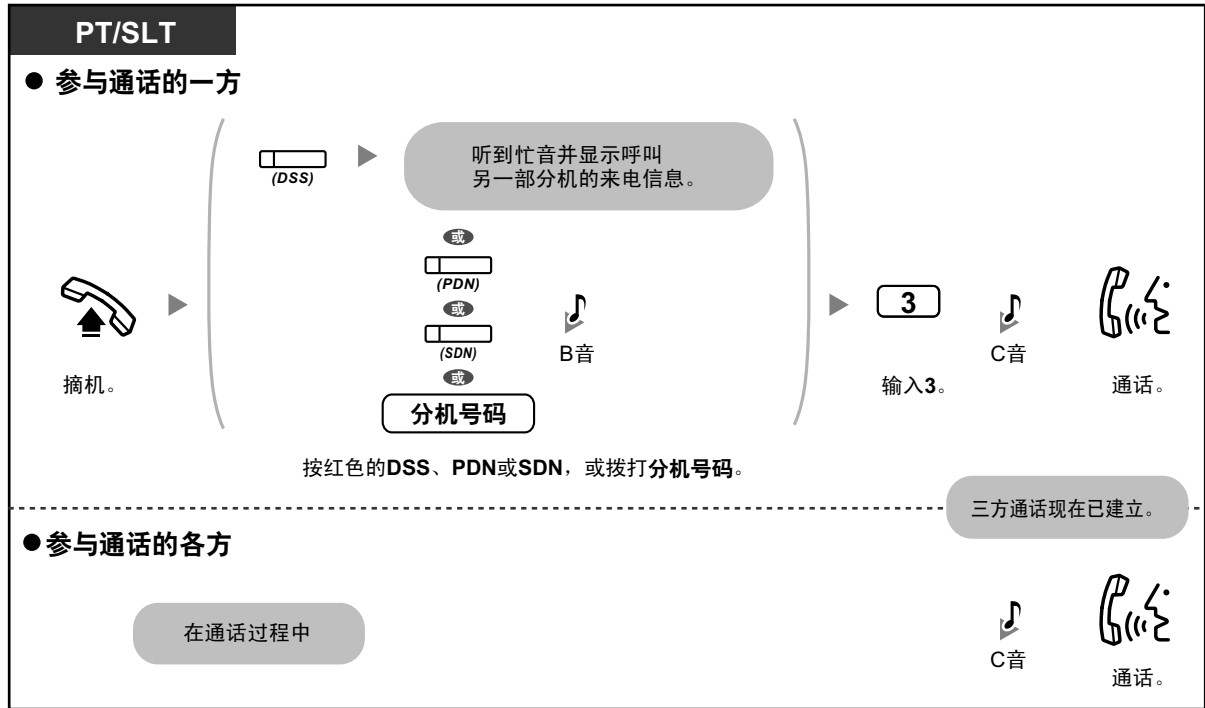 PT/SLT
● 参与通话的一方
(DSS)
听到忙音并显示呼叫
另一部分机的来电信息。
或
(PDN)
或
(SDN)
B音
或
分机号码
3
C音
摘机。
输入3。
通话。
按红色的DSS、PDN或SDN，或拨打分机号码。
三方通话现在已建立。
●参与通话的各方
在通话过程中
C音
通话。